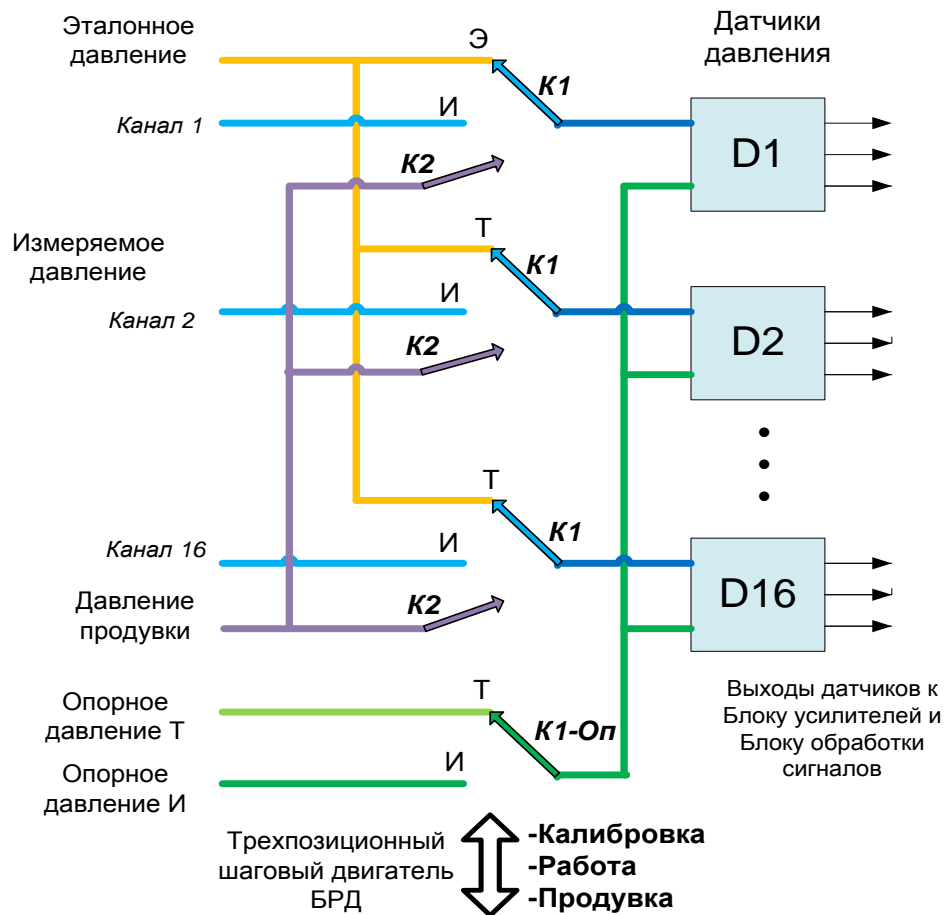 Эталонное
давление
Э
К1
Датчики
давления
Канал 1
И
D1
К2
Измеряемое
давление
Т
К1
Канал 2
И
D2
К2
Т
К1
Канал 16
И
D16
Давление
продувки
К2
Опорное
давление Т
Т
К1-Оп
Выходы датчиков к
Блоку усилителей и
Блоку обработки
сигналов
Опорное
давление И
И
Трехпозиционный
шаговый двигатель
БРД
-Калибровка
-Работа
-Продувка